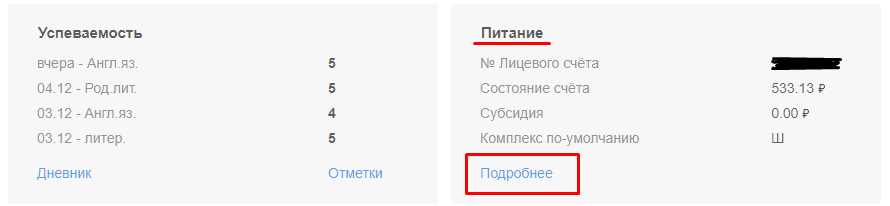 Успеваемость
вчера - Англ.яз. 5
04.12 - Род.лит. 5
03.12 - Англ.яз. 4
03.12 - литер. 5
Дневник Отметки
Питание
№ Лицевого счёта
Состояние счёта 533.13 ₽
Субсидия 0.00 ₽
Комплекс по-умолчанию Ш
Подробнее